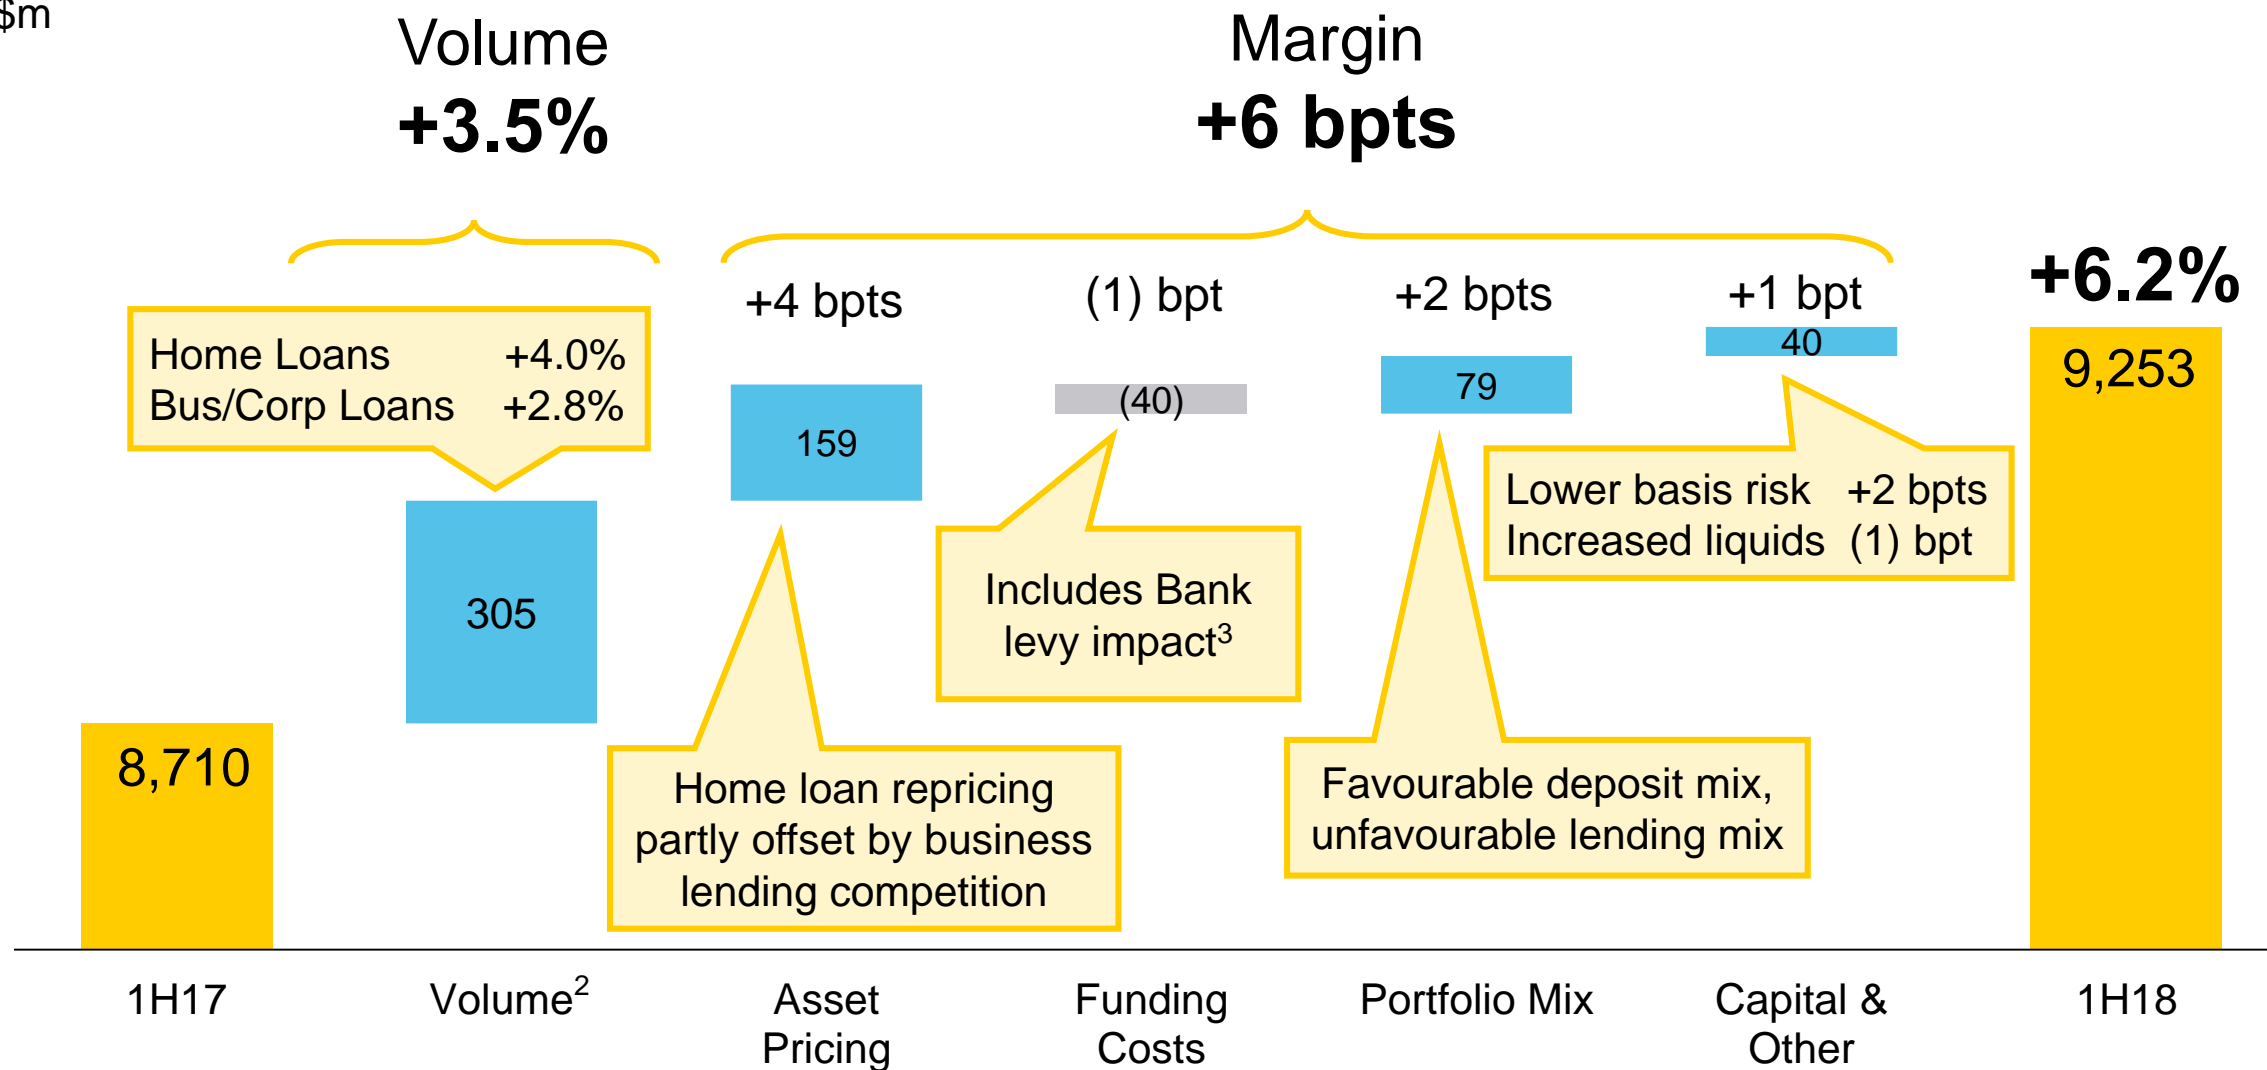 $m
Volume
+3.5%
Margin
+6 bpts
+4 bpts
(1) bpt
+2 bpts
+1 bpt
+6.2%
Home Loans +4.0%
Bus/Corp Loans +2.8%
159
(40)
79
40
9,253
Lower basis risk +2 bpts
Increased liquids (1) bpt
305
Includes Bank
levy impact³
8,710
Home loan repricing
partly offset by business
lending competition
Favourable deposit mix,
unfavourable lending mix
1H17
Volume²
Asset
Pricing
Funding
Costs
Portfolio Mix
Capital &
Other
1H18